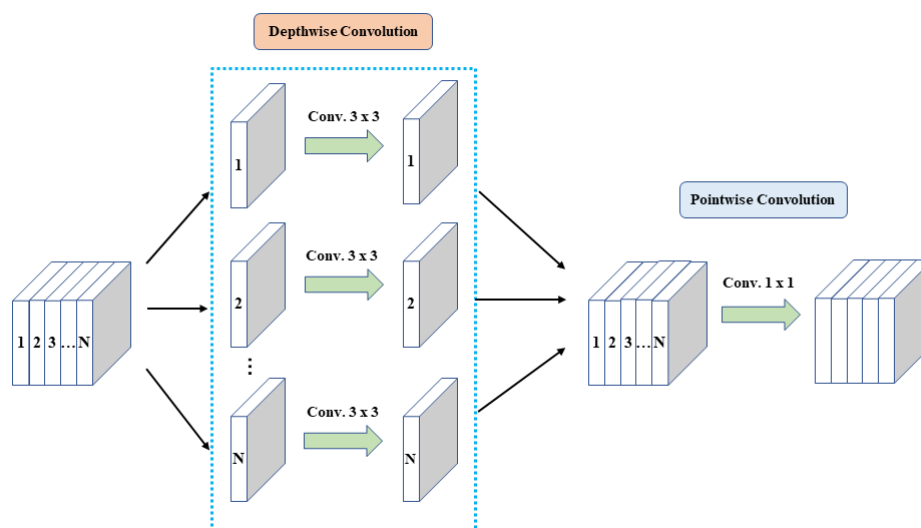 Depthwise Convolution
Conv. 3 x 3
1
1
Pointwise Convolution
Conv. 3 x 3
2
2
Conv. 1 x 1
1 2 3 ... N
1 2 3 ... N
...
Conv. 3 x 3
N
N